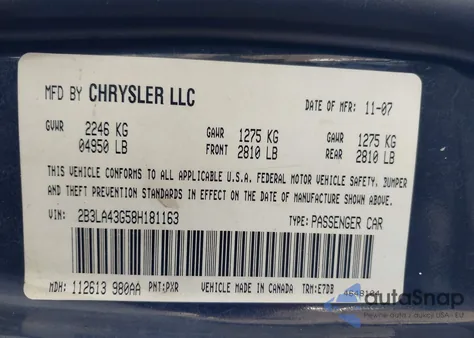 MFD BY CHRYSLER LLC DATE OF MFR: 11-07
GVWR 2246 KG GAWR 1275 KG GAWR 1275 KG
04950 LB FRONT 2810 LB REAR 2810 LB
THIS VEHICLE CONFORMS TO ALL APPLICABLE U.S.A. FEDERAL MOTOR VEHICLE SAFETY, BUMPER
AND THEFT PREVENTION STANDARDS IN EFFECT ON THE DATE OF MANUFACTURE SHOWN ABOVE.
VIN: 2B3LA43G58H181163 TYPE: PASSENGER CAR
MDH: 112613 980AA PNT: PXR VEHICLE MADE IN CANADA TRM: E7DB
autoSnap